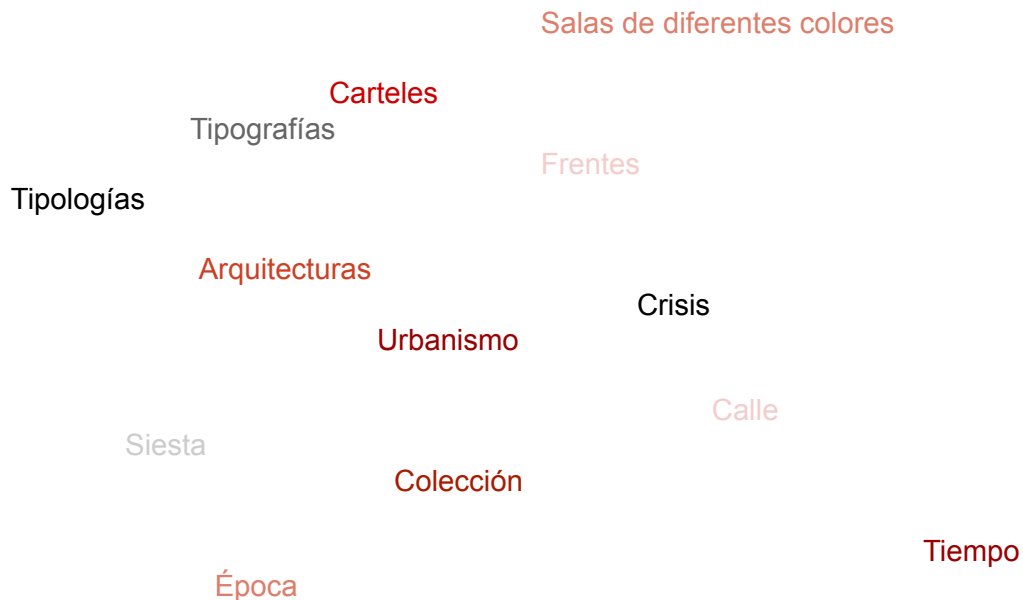 Salas de diferentes colores
Carteles
Tipografías
Frentes
Tipologías
Arquitecturas
Crisis
Urbanismo
Calle
Siesta
Colección
Tiempo
Época